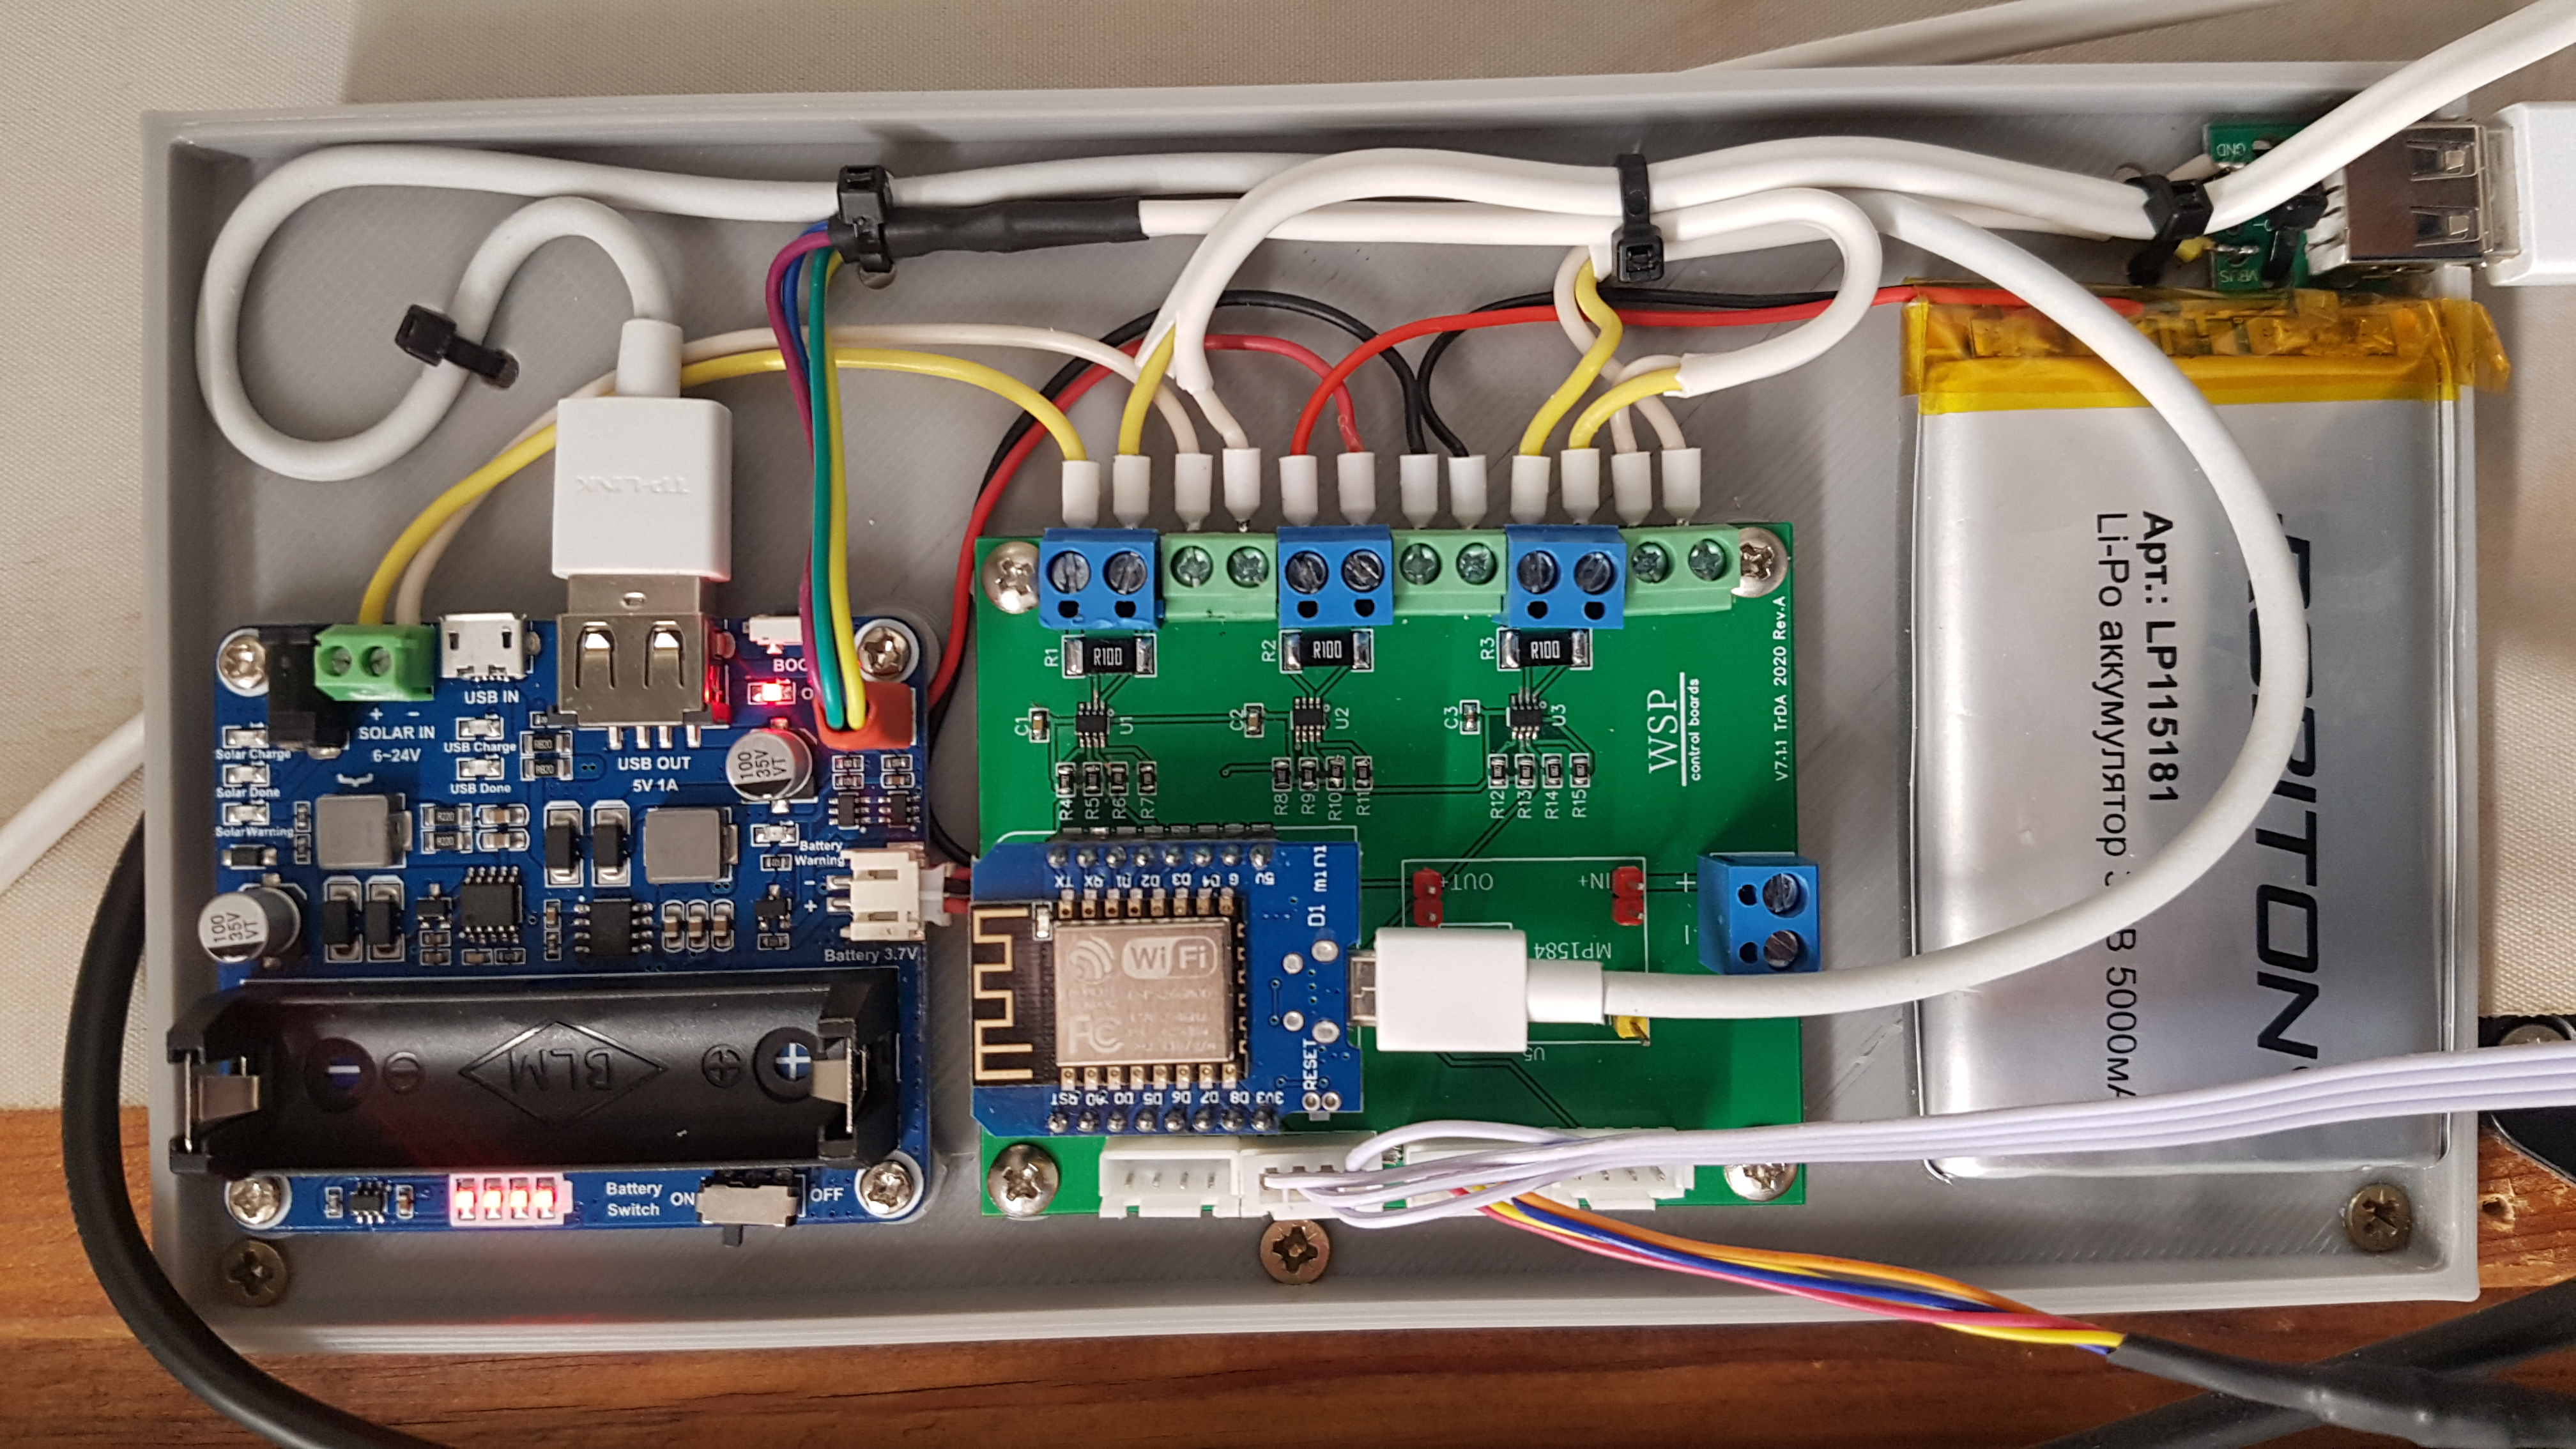 100
35V
VT
Solar Warning
Solar Done
Solar Charge
+ -
SOLAR IN
6~24V
USB Done
USB Charge
USB IN
R020
R020
BLM
Battery
Switch
ON
OFF
USB OUT
5V 1A
TP-LINK
100
35V
VT
+ -
Battery
Warning
Battery 3.7V
RST
A0
D0
D5
D6
D7
D8
3V3
TX
RX
D1
D2
D3
D4
G
5V
WiFi
FC
RESET
D1 mini
C1
R4
R5
R6
R7
U1
R1
R100
C2
R8
R9
R10
R11
U2
R2
R100
C3
R12
R13
R14
R15
U3
R3
R100
OUT+
MP1584
IN+
- +
WSP
control boards
V7.1.1 TrDA 2020 Rev.A
Арт.: LP115181
Li-Po аккумулятор
5000мА
VBUS
GND